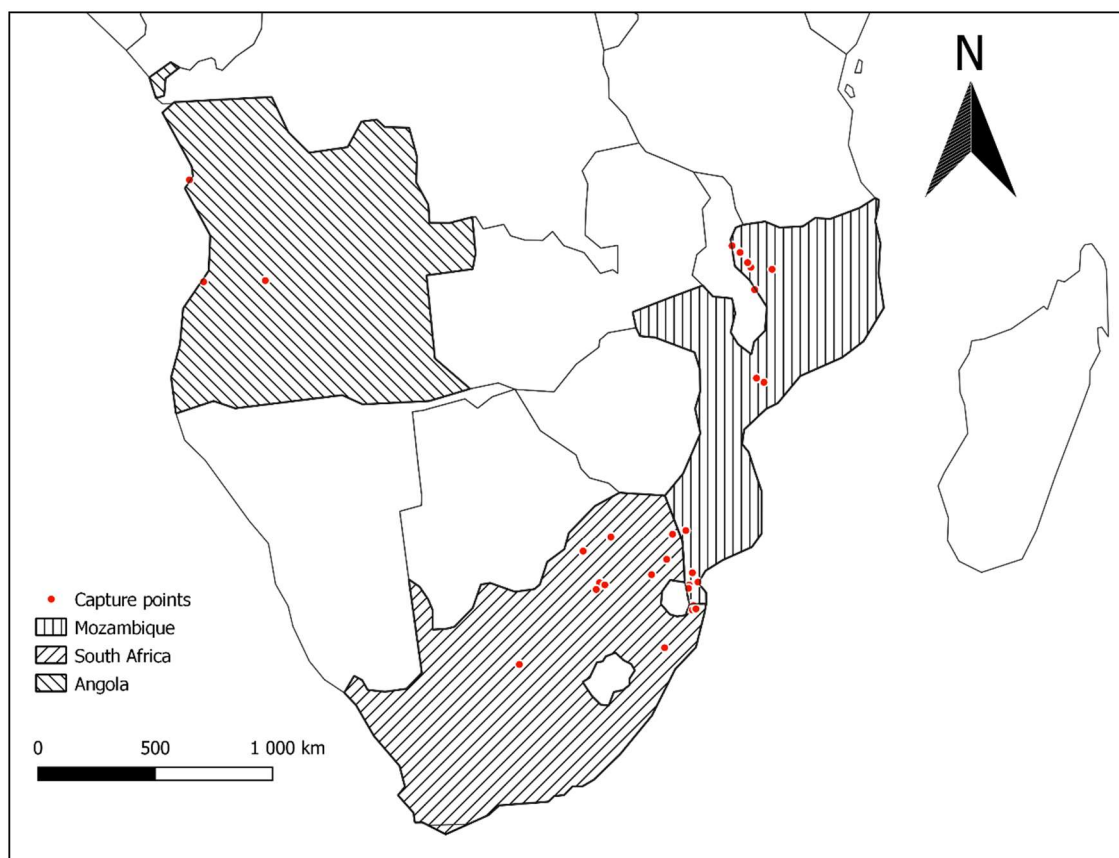 N
Capture points
Mozambique
South Africa
Angola
0 500 1 000 km